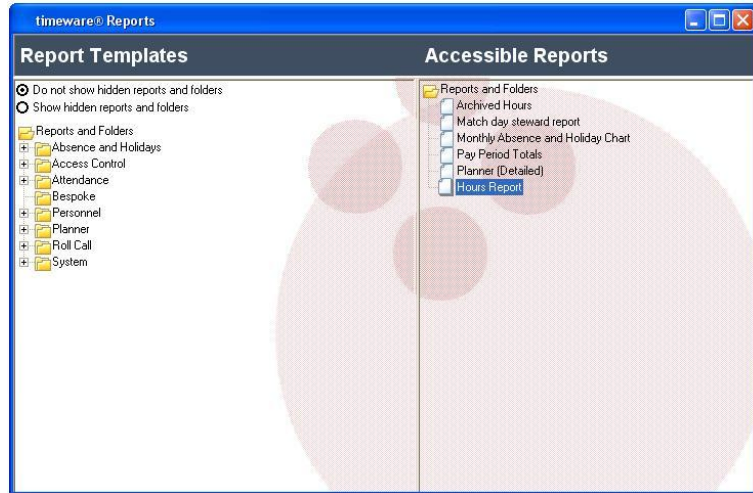 timeware® Reports
Report Templates
Accessible Reports
Do not show hidden reports and folders
Show hidden reports and folders
Reports and Folders
Absence and Holidays
Access Control
Attendance
Bespoke
Personnel
Planner
Roll Call
System
Reports and Folders
Archived Hours
Match day steward report
Monthly Absence and Holiday Chart
Pay Period Totals
Planner (Detailed)
Hours Report